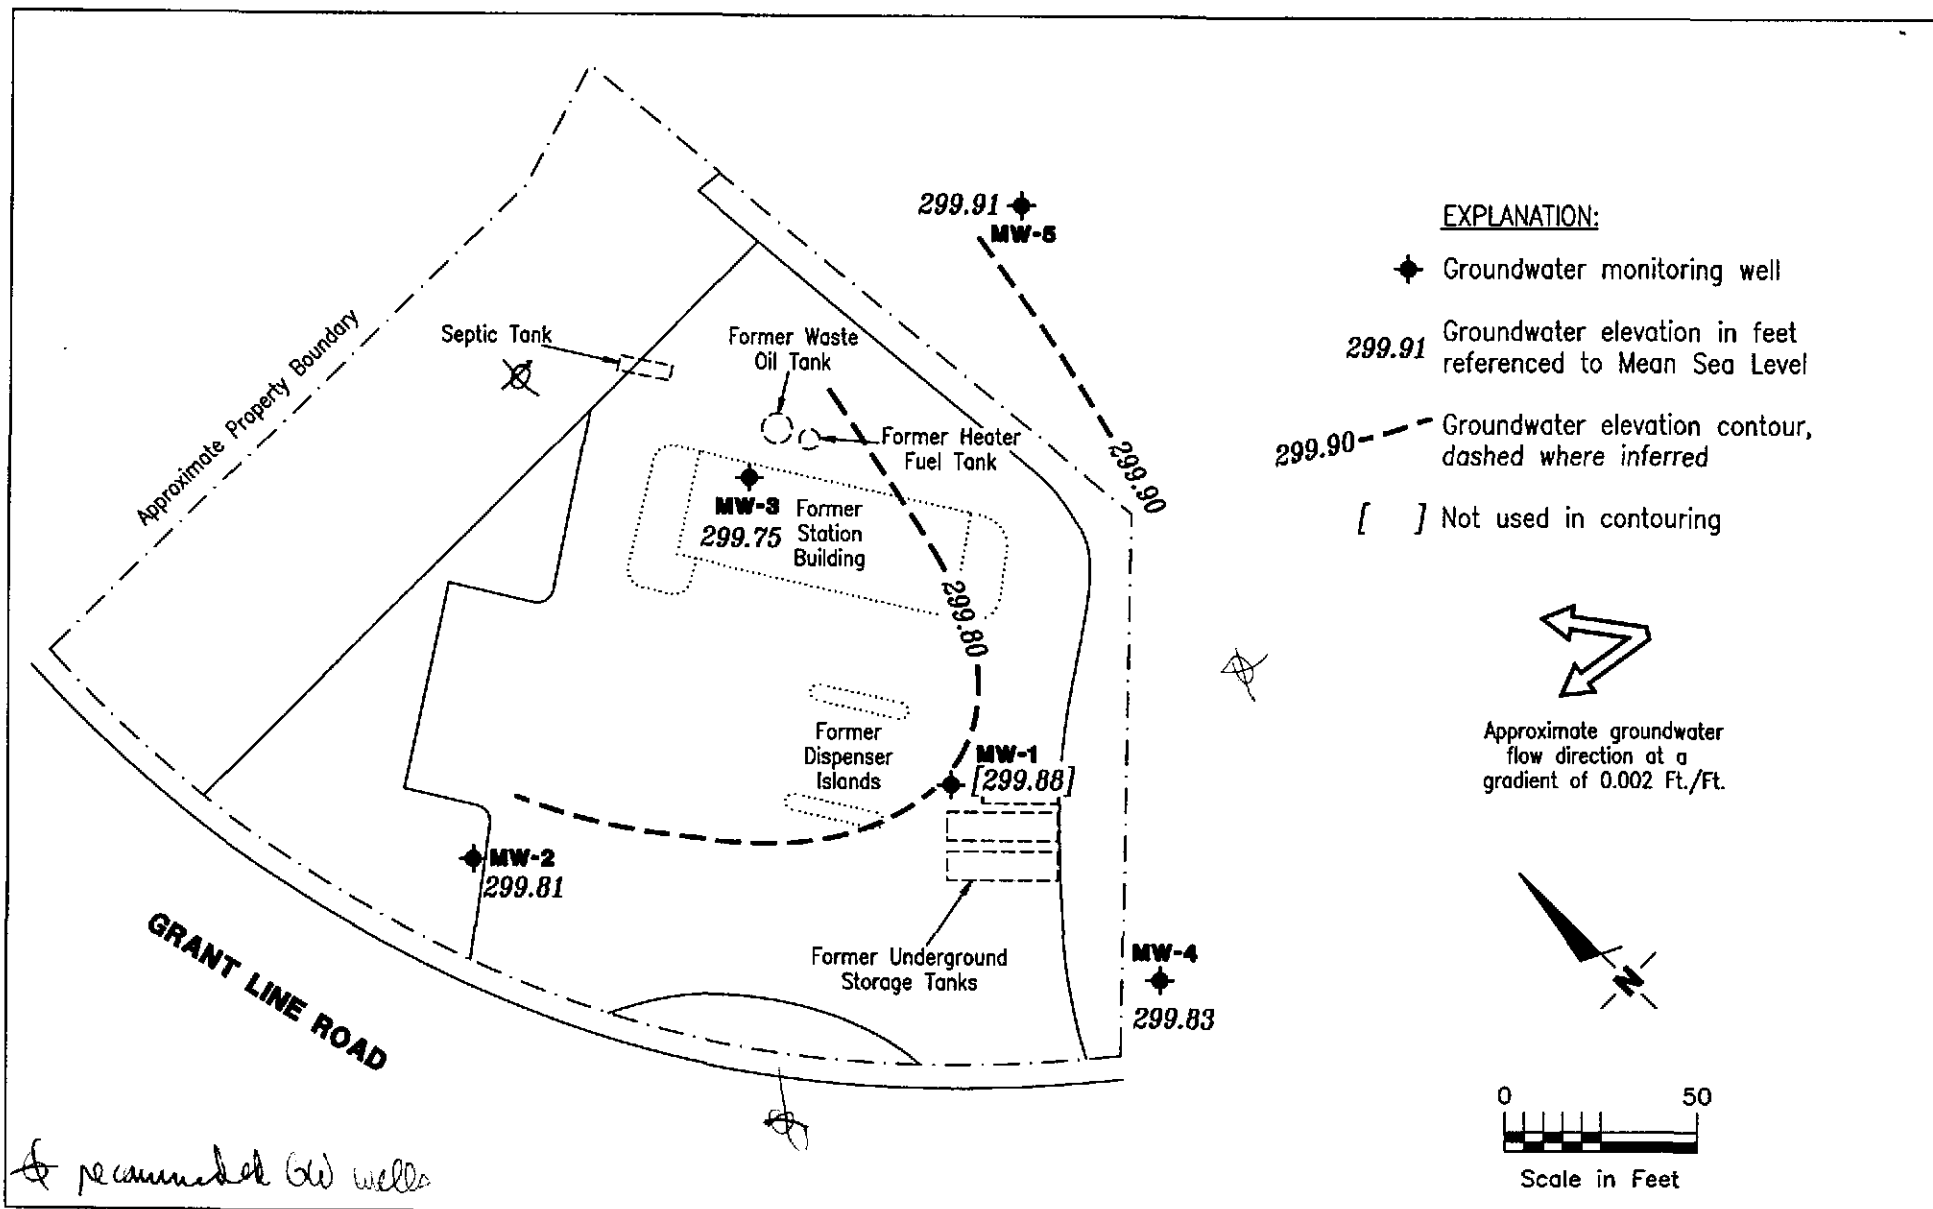 299.91
MW-5
EXPLANATION:
Groundwater monitoring well
299.91 Groundwater elevation in feet
referenced to Mean Sea Level
299.90 Groundwater elevation contour,
dashed where inferred
[ ] Not used in contouring
Approximate groundwater
flow direction at a
gradient of 0.002 Ft./Ft.
N
0 50
Scale in Feet
Approximate Property Boundary
Septic Tank
Former Waste
Oil Tank
Former Heater
Fuel Tank
299.90
MW-3
299.75
Former
Station
Building
299.80
Former
Dispenser
Islands
MW-1
[299.88]
MW-2
299.81
Former Underground
Storage Tanks
MW-4
299.83
GRANT LINE ROAD
recommended GW wells